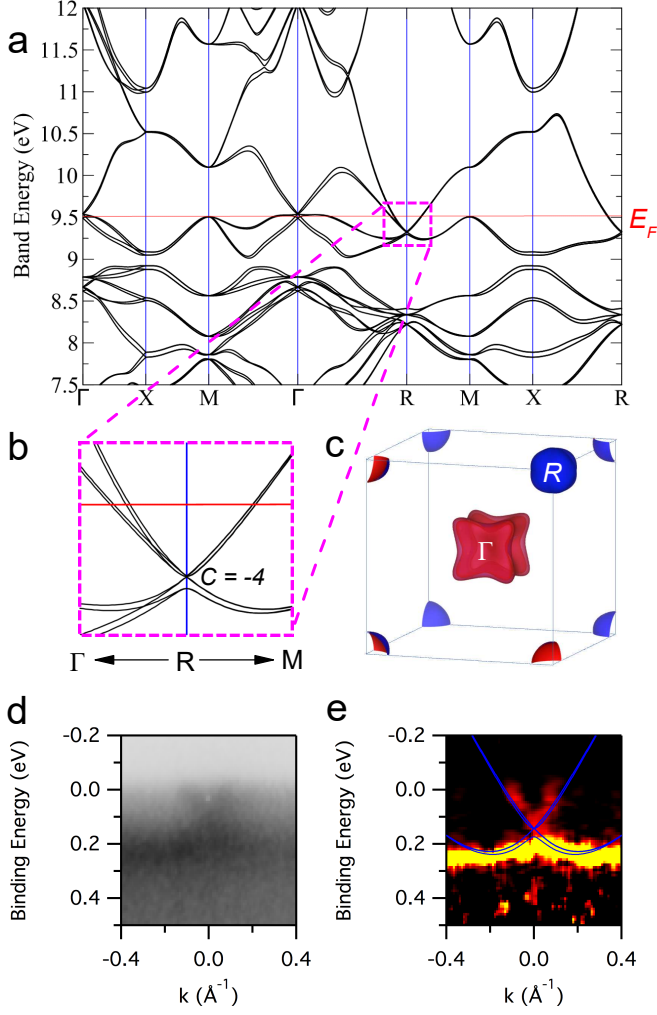 a
12
11
10.5
10
9.5
9
8.5
8
7.5
Band Energy (eV)
E_F
Γ X M Γ R M X R
b
C = -4
Γ R M
c
R
Γ
d
Binding Energy (eV)
-0.2
0.0
0.2
0.4
-0.4 0.0 0.4
k (Å⁻¹)
e
Binding Energy (eV)
-0.2
0.0
0.2
0.4
-0.4 0.0 0.4
k (Å⁻¹)